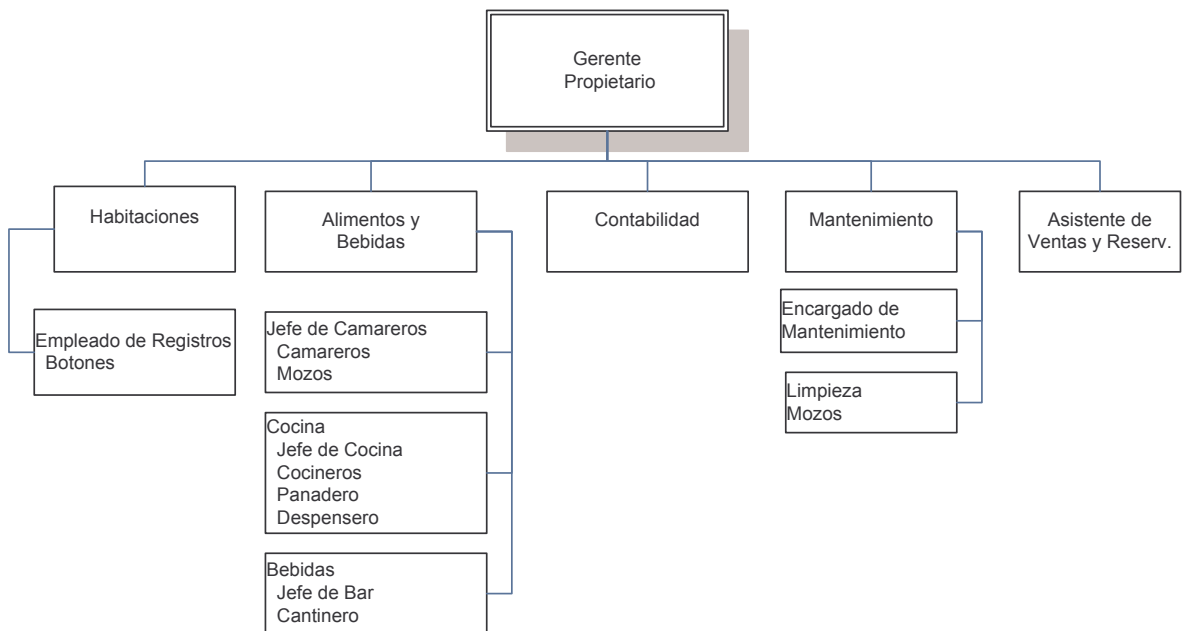 Gerente
Propietario
Habitaciones
Alimentos y
Bebidas
Contabilidad
Mantenimiento
Asistente de
Ventas y Reserv.
Empleado de Registros
Botones
Jefe de Camareros
Camareros
Mozos
Cocina
Jefe de Cocina
Cocineros
Panadero
Despensero
Bebidas
Jefe de Bar
Cantinero
Encargado de
Mantenimiento
Limpieza
Mozos